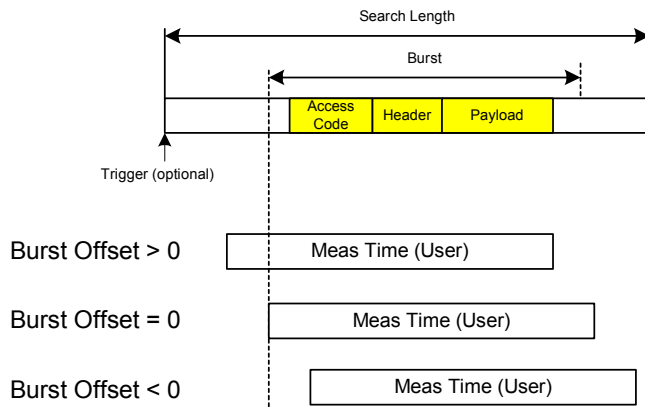 Search Length
Burst
Access
Code
Header
Payload
Trigger (optional)
Burst Offset > 0
Meas Time (User)
Burst Offset = 0
Meas Time (User)
Burst Offset < 0
Meas Time (User)